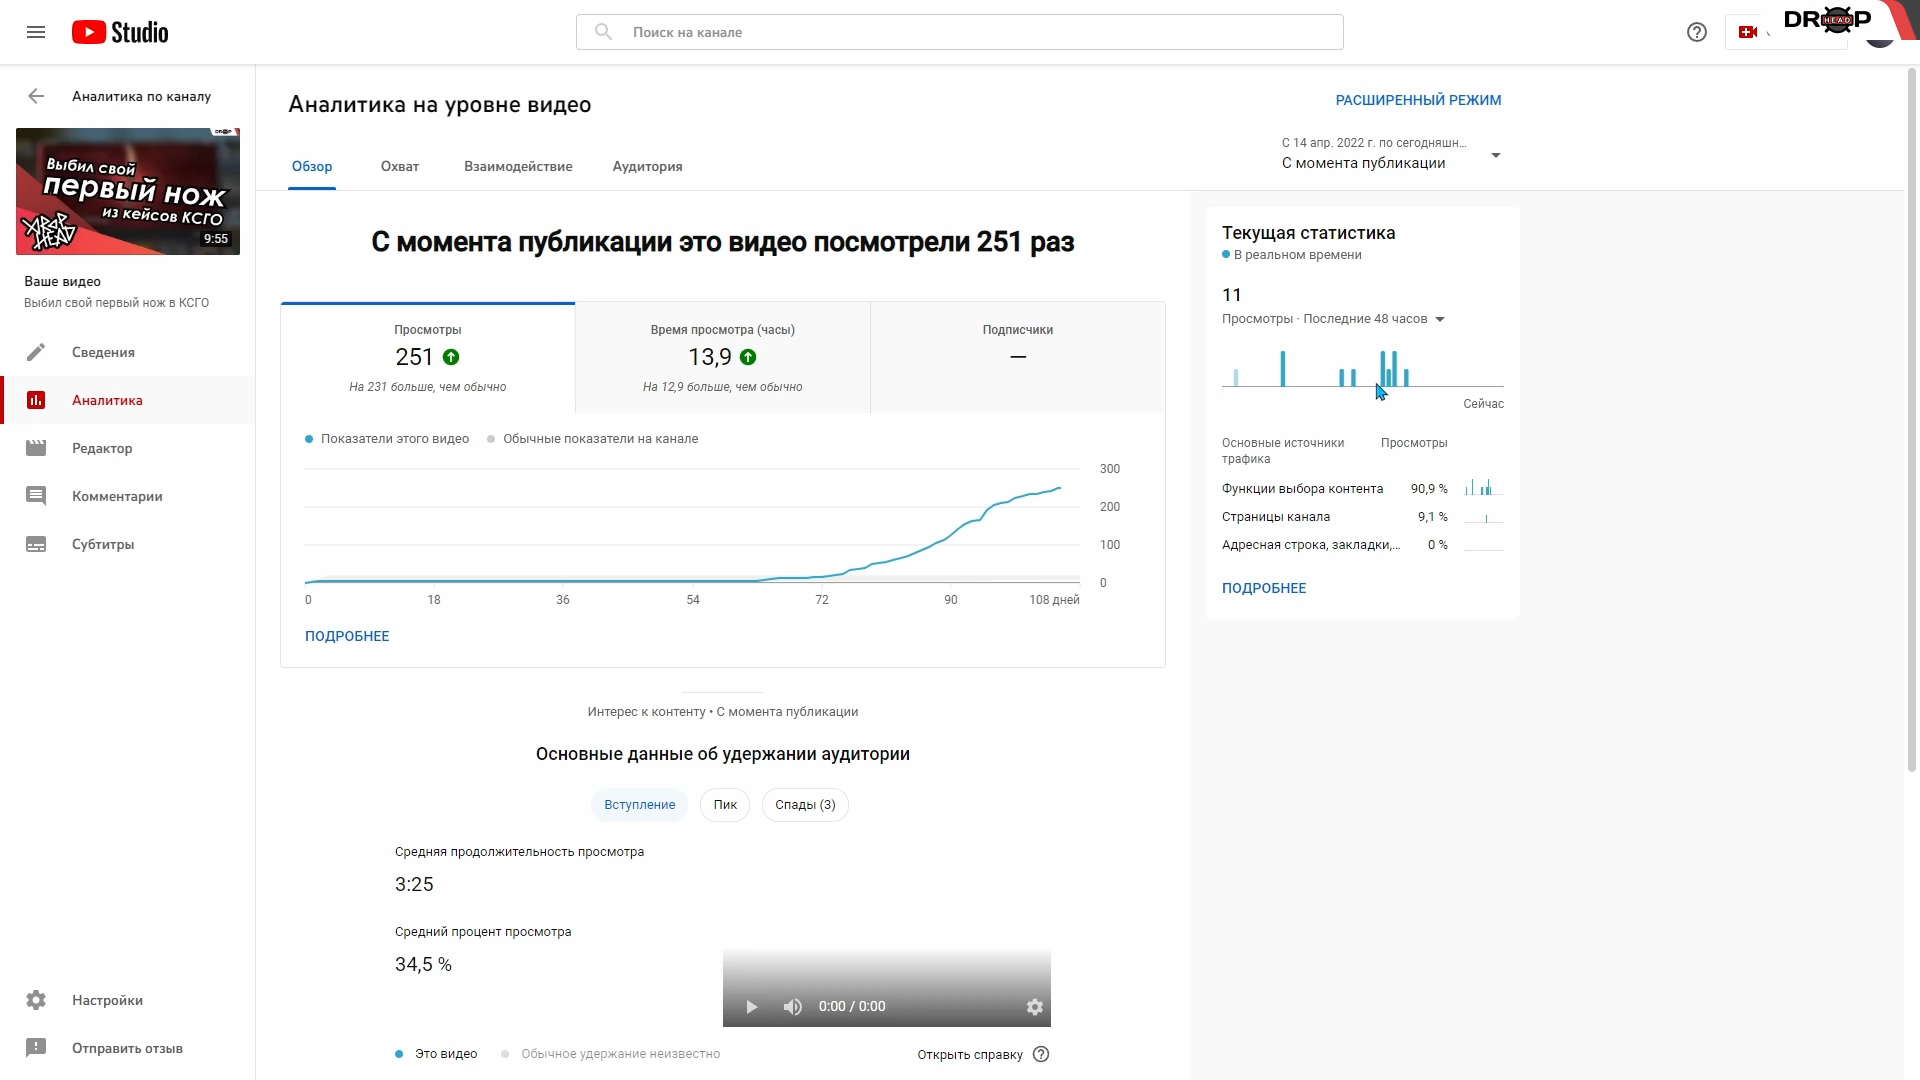 Studio
Поиск на канале
DROP
HEAD
Аналитика по каналу
DROP
Выбил свой
первый нож
из кейсов КСГО
DROP
HEAD
9:55
Ваше видео
Выбил свой первый нож в КСГО
Сведения
Аналитика
Редактор
Комментарии
Субтитры
Настройки
Отправить отзыв
Аналитика на уровне видео
РАСШИРЕННЫЙ РЕЖИМ
Обзор
Охват
Взаимодействие
Аудитория
С 14 апр. 2022 г. по сегодняшн...
С момента публикации
С момента публикации это видео посмотрели 251 раз
Просмотры
251
На 231 больше, чем обычно
Время просмотра (часы)
13,9
На 12,9 больше, чем обычно
Подписчики
—
Показатели этого видео
Обычные показатели на канале
300
200
100
0
0 18 36 54 72 90 108 дней
ПОДРОБНЕЕ
Интерес к контенту • С момента публикации
Основные данные об удержании аудитории
Вступление
Пик
Спады (3)
Средняя продолжительность просмотра
3:25
Средний процент просмотра
34,5 %
0:00 / 0:00
Это видео
Обычное удержание неизвестно
Открыть справку
Текущая статистика
В реальном времени
11
Просмотры · Последние 48 часов
Сейчас
Основные источники трафика
Просмотры
Функции выбора контента 90,9 %
Страницы канала 9,1 %
Адресная строка, закладки,... 0 %
ПОДРОБНЕЕ